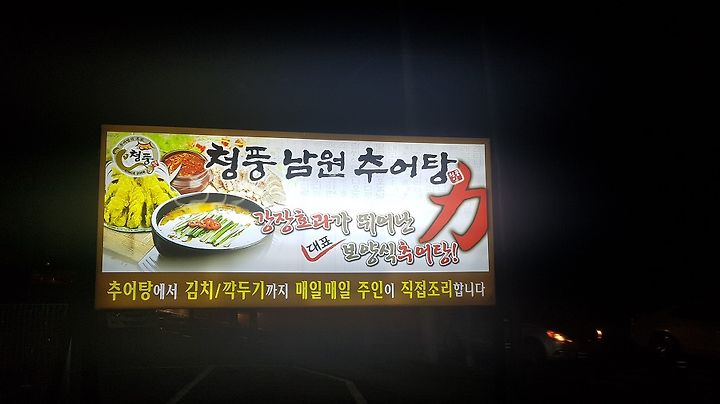 청풍
청풍 남원 추어탕
강장효과가 뛰어난
力
대표
보양식추어탕!
추어탕에서 김치/깍두기까지 매일매일 주인이 직접조리합니다